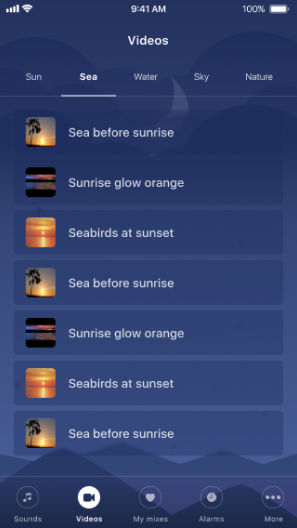 9:41 AM 100%
Videos
Sun Sea Water Sky Nature
Sea before sunrise
Sunrise glow orange
Seabirds at sunset
Sea before sunrise
Sunrise glow orange
Seabirds at sunset
Sea before sunrise
Sounds Videos My mixes Alarms More